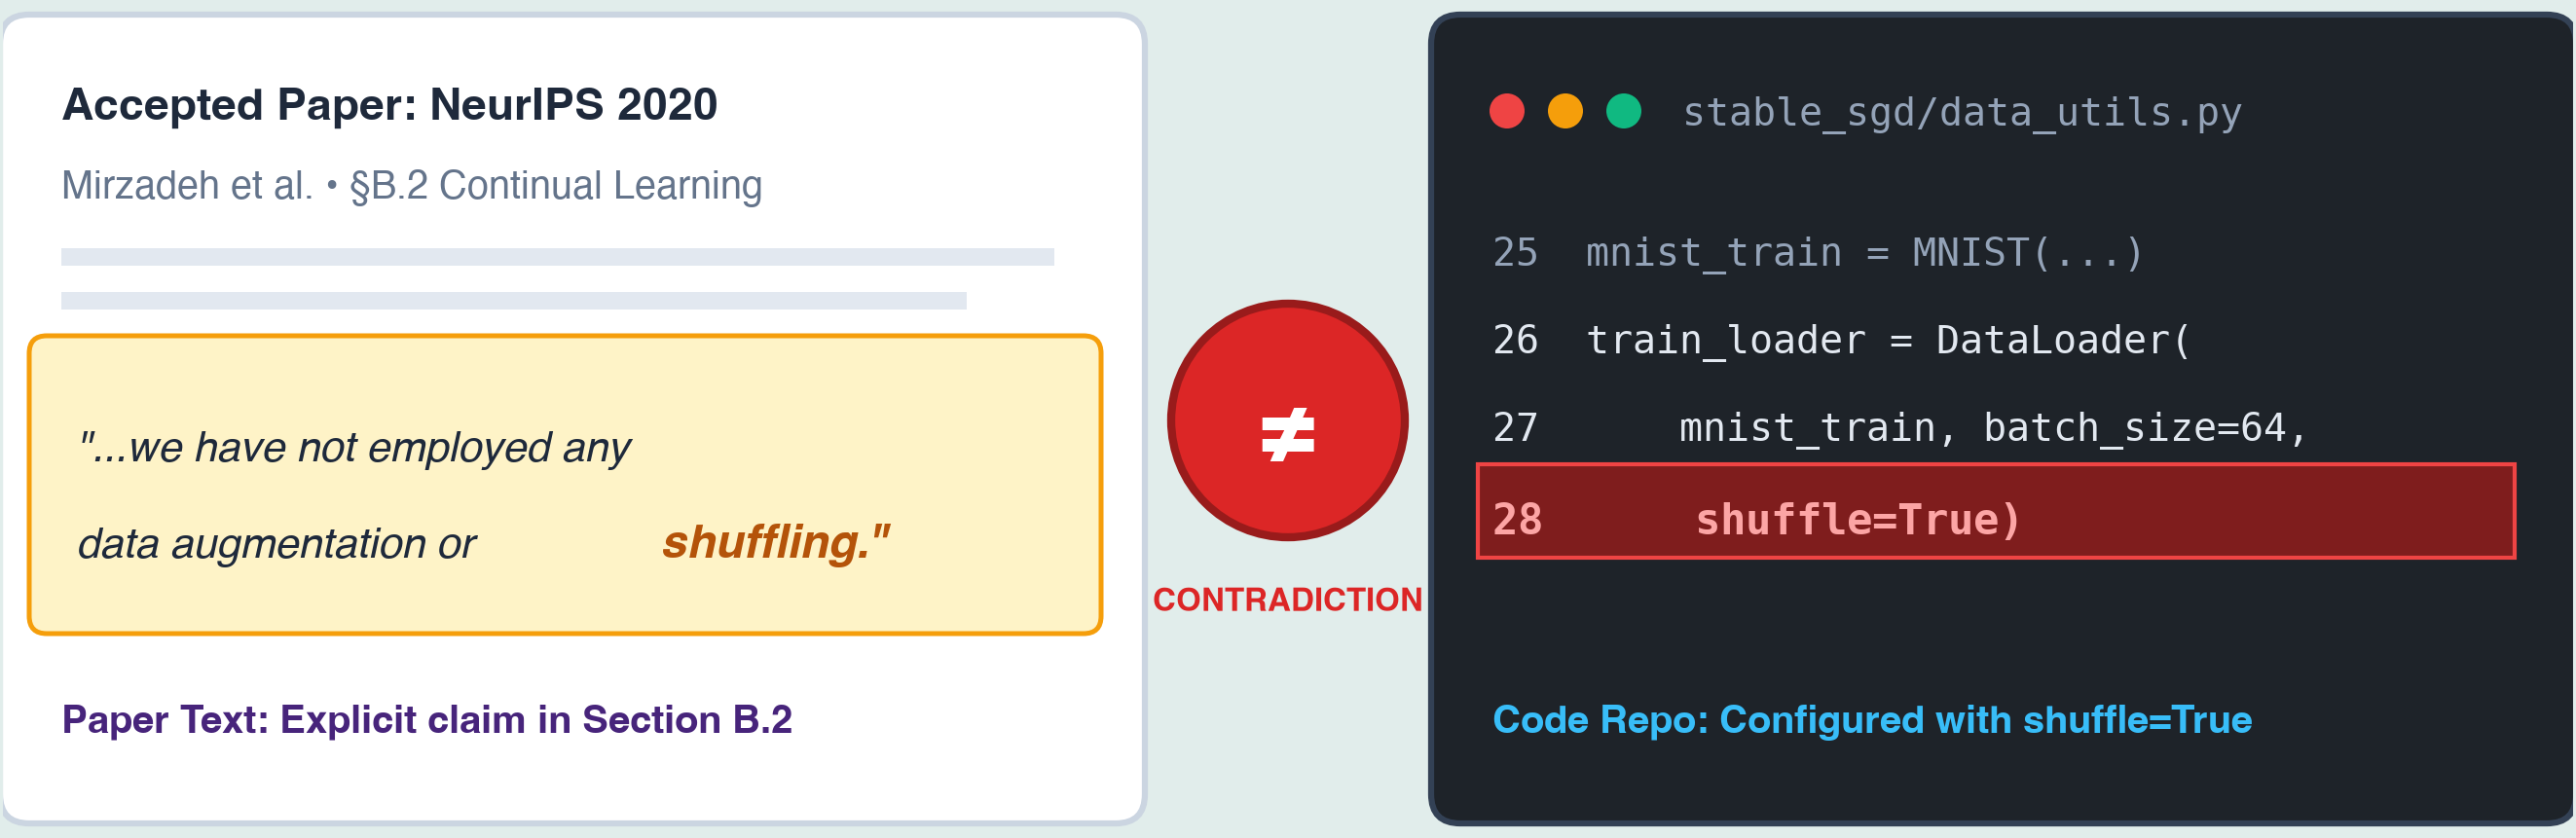 Accepted Paper: NeurIPS 2020
Mirzadeh et al. • §B.2 Continual Learning
"...we have not employed any
data augmentation or shuffling."
Paper Text: Explicit claim in Section B.2
≠
CONTRADICTION
stable_sgd/data_utils.py
25 mnist_train = MNIST(...)
26 train_loader = DataLoader(
27 mnist_train, batch_size=64,
28 shuffle=True)
Code Repo: Configured with shuffle=True